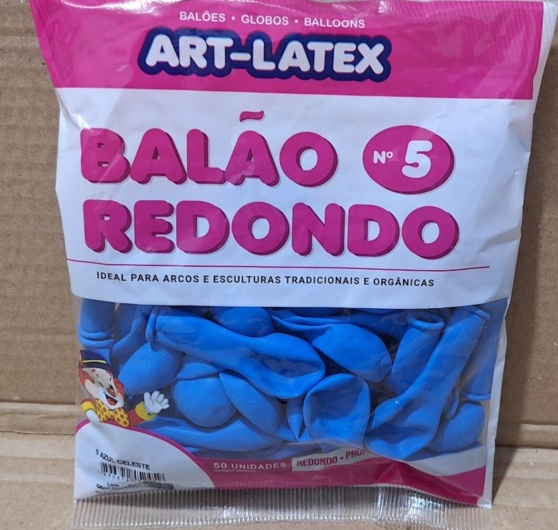 BALÕES • GLOBOS • BALLOONS
ART-LATEX
BALÃO Nº 5
REDONDO
IDEAL PARA ARCOS E ESCULTURAS TRADICIONAIS E ORGÂNICAS
5 AZUL CELESTE
50 UNIDADES
REDONDO •